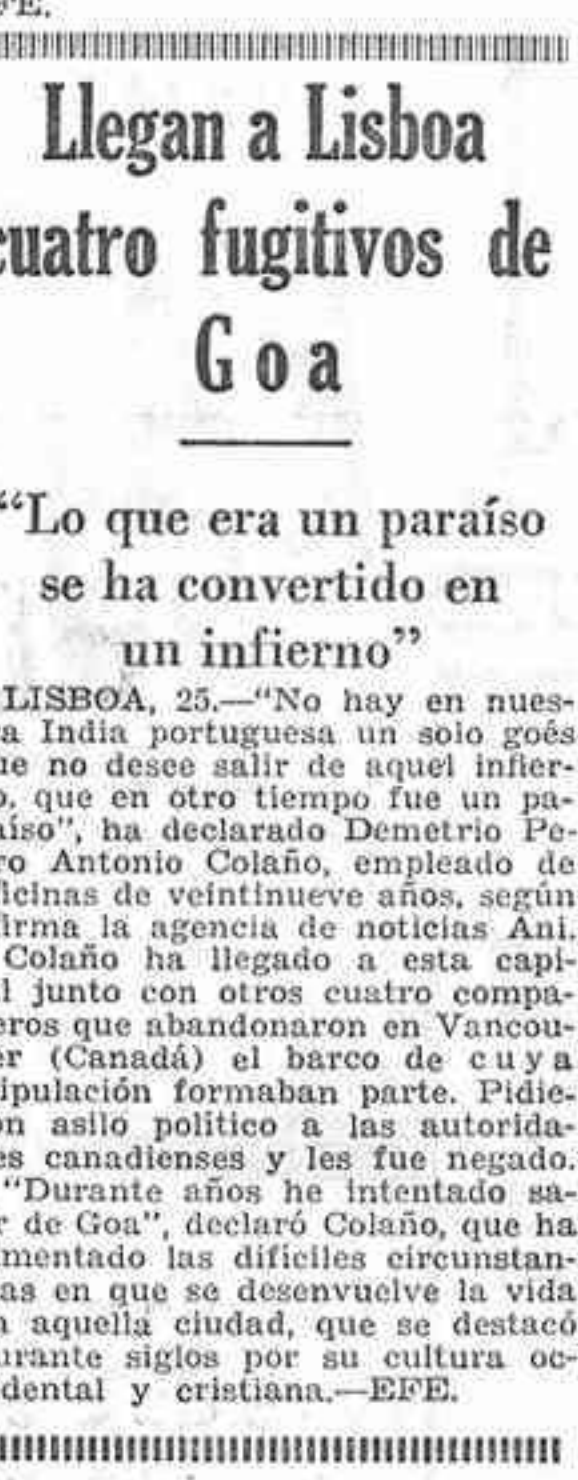 FE.
Llegan a Lisboa
cuatro fugitivos de
Goa
“Lo que era un paraíso
se ha convertido en
un infierno”
LISBOA, 25.—“No hay en nues-
a India portuguesa un solo goés
ue no desee salir de aquel infier-
o, que en otro tiempo fue un pa-
aíso”, ha declarado Demetrio Pe-
ro Antonio Colaño, empleado de
ficinas de veintinueve años, según
firma la agencia de noticias Ani.
Colaño ha llegado a esta capi-
l junto con otros cuatro compa-
eros que abandonaron en Vancou-
er (Canadá) el barco de cuya
ipulación formaban parte. Pidie-
on asilo político a las autorida-
es canadienses y les fue negado.
“Durante años he intentado sa-
r de Goa”, declaró Colaño, que ha
mentado las difíciles circunstan-
as en que se desenvuelve la vida
n aquella ciudad, que se destacó
urante siglos por su cultura oc-
dental y cristiana.—EFE.